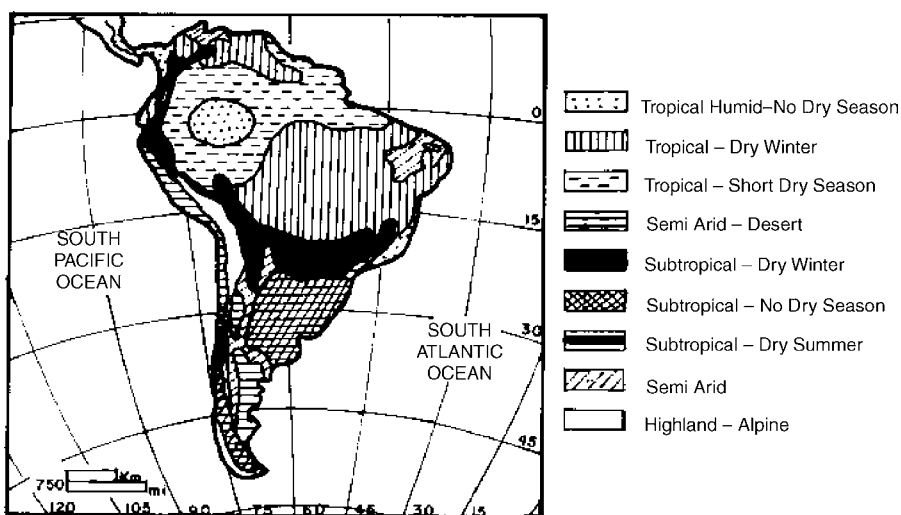 0
Tropical Humid–No Dry Season
Tropical – Dry Winter
Tropical – Short Dry Season
15
Semi Arid – Desert
SOUTH
PACIFIC
OCEAN
Subtropical – Dry Winter
Subtropical – No Dry Season
30
SOUTH
ATLANTIC
OCEAN
Subtropical – Dry Summer
Semi Arid
Highland – Alpine
45
Km
750 mi
120 105 90 75 60 45 30 15